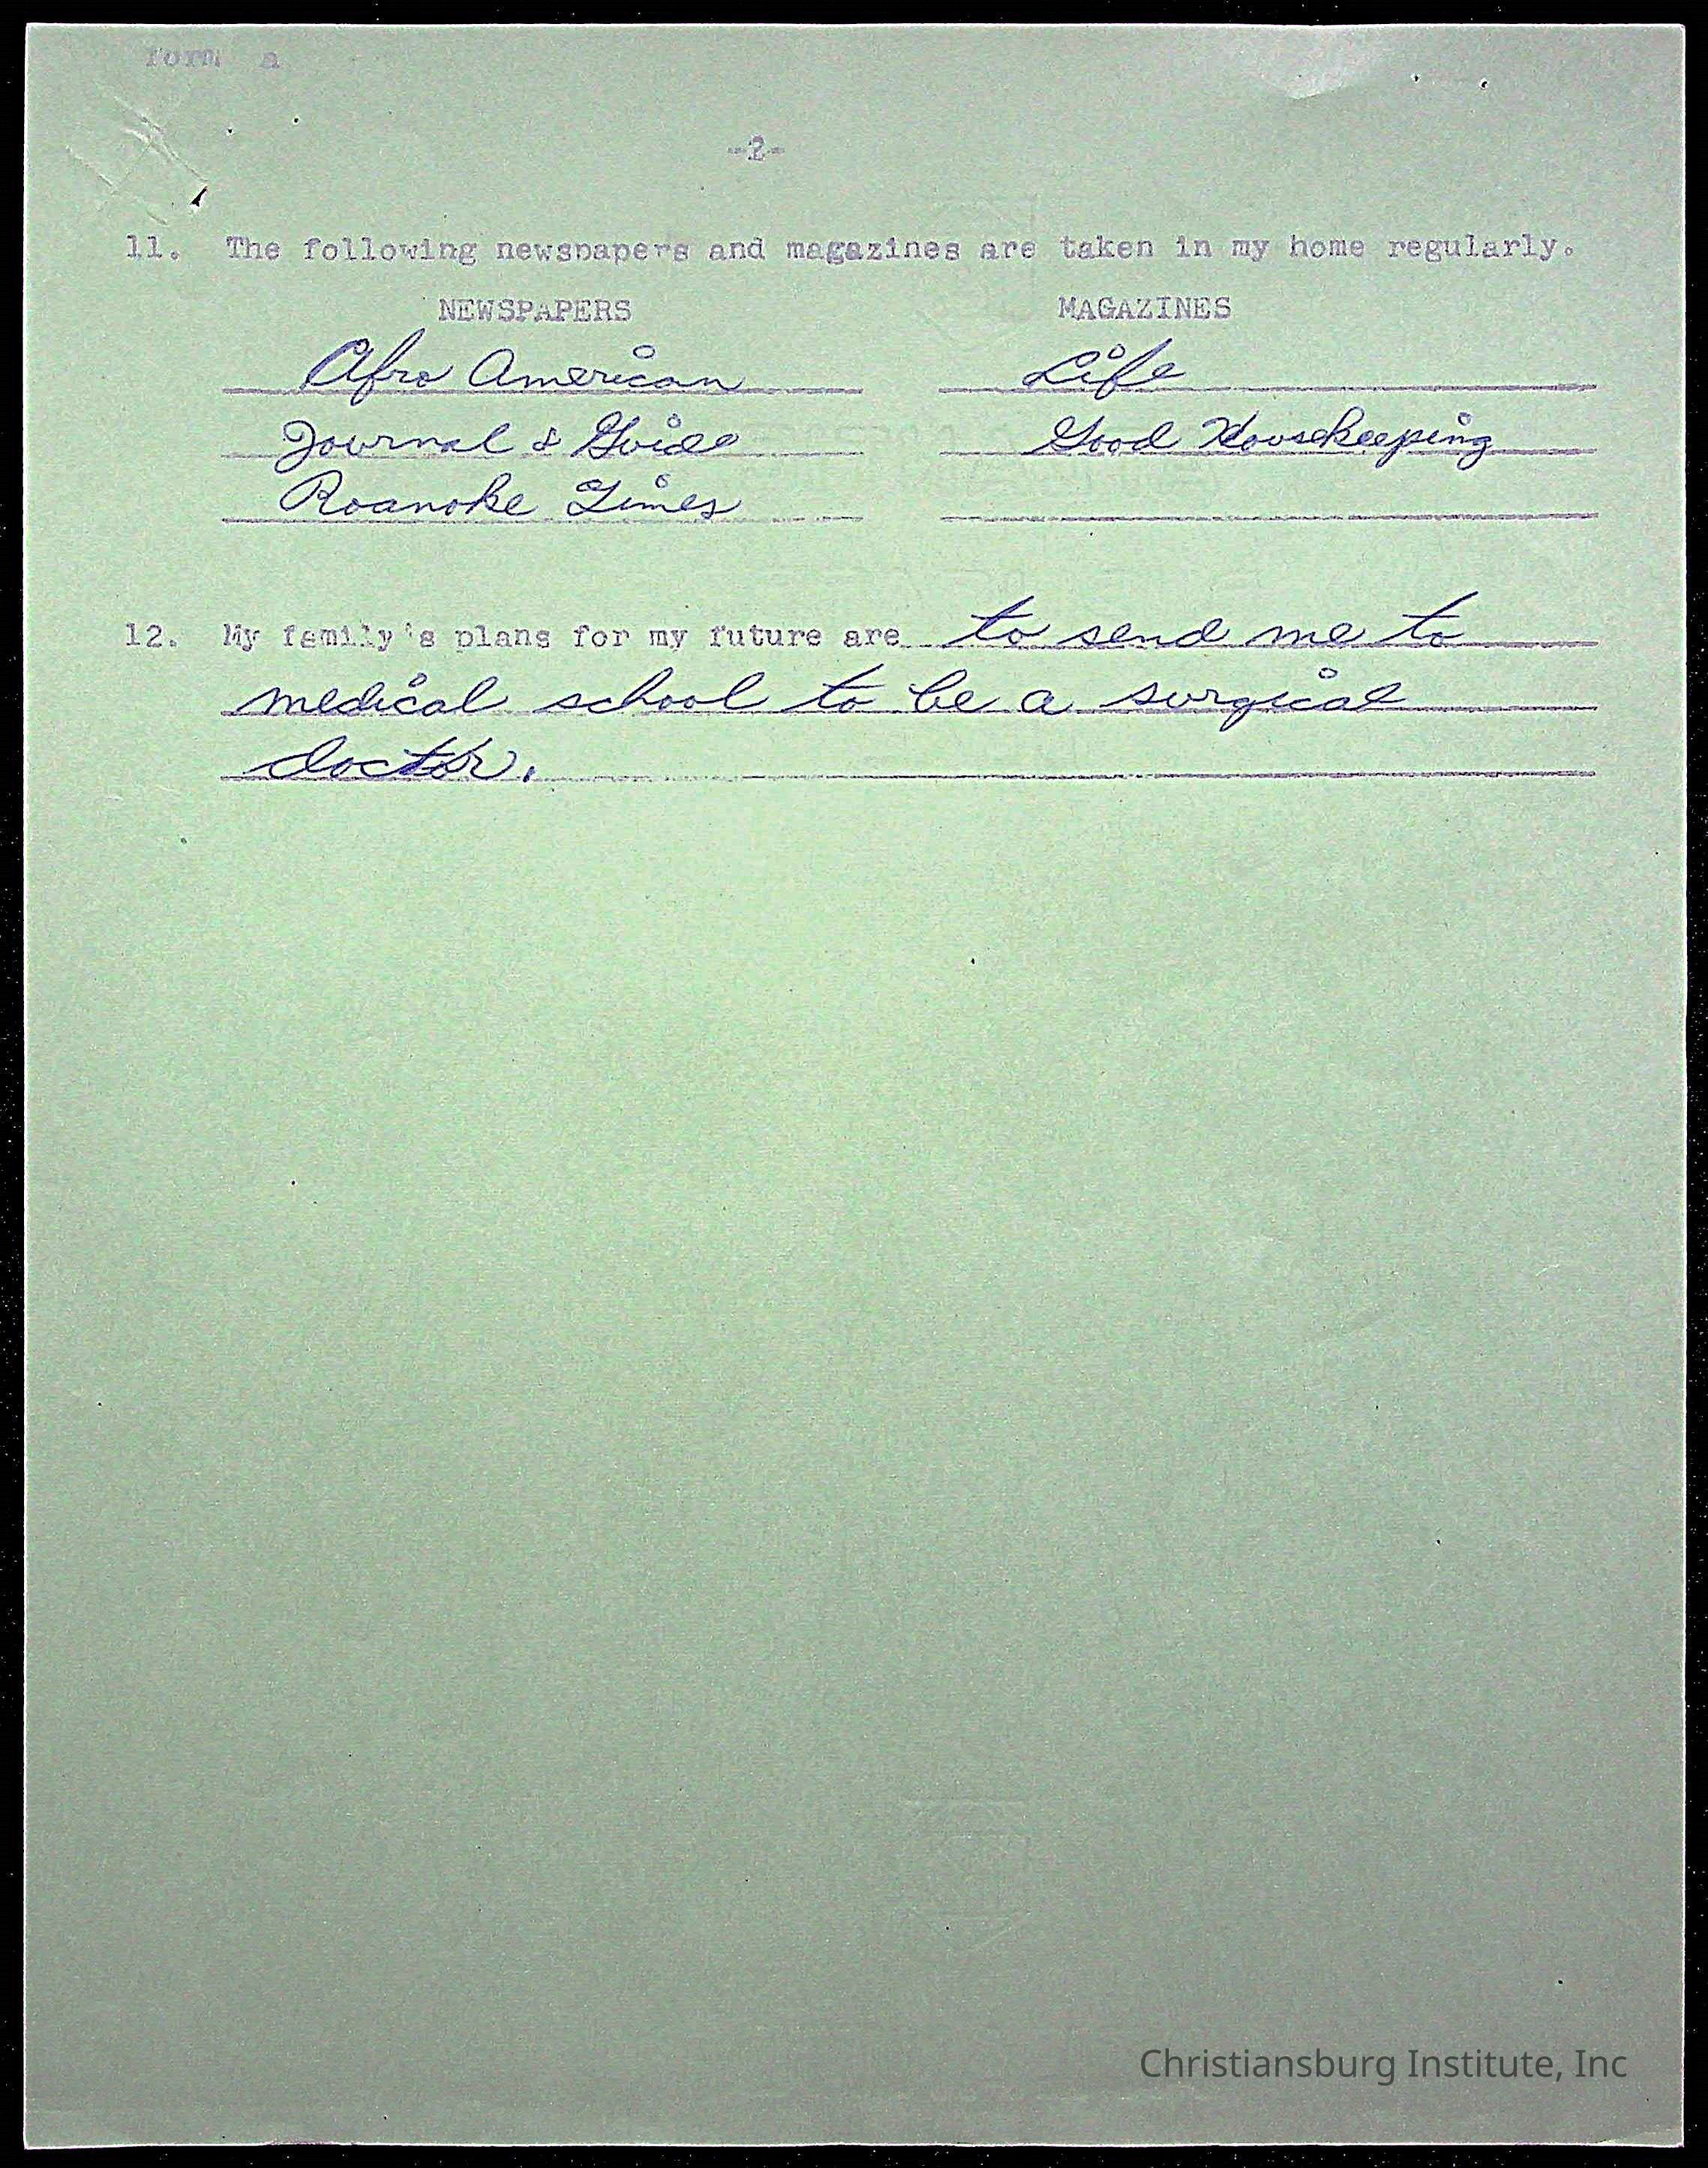 form a
-2-
11. The following newspapers and magazines are taken in my home regularly.
NEWSPAPERS MAGAZINES
Afro American Life
Journal & Guide Good Housekeeping
Roanoke Times
12. My family's plans for my future are to send me to
medical school to be a surgical
doctor.
Christiansburg Institute, Inc